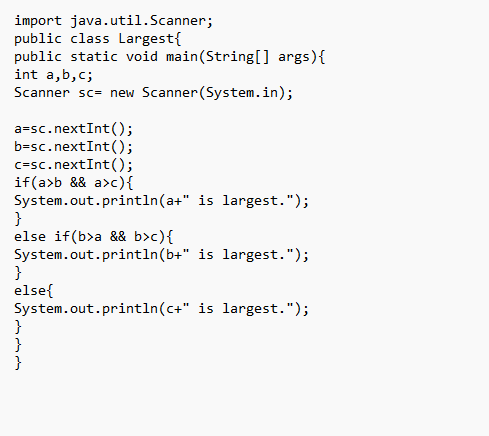 import java.util.Scanner;
public class Largest{
public static void main(String[] args){
int a,b,c;
Scanner sc= new Scanner(System.in);

a=sc.nextInt();
b=sc.nextInt();
c=sc.nextInt();
if(a>b && a>c){
System.out.println(a+" is largest.");
}
else if(b>a && b>c){
System.out.println(b+" is largest.");
}
else{
System.out.println(c+" is largest.");
}
}
}